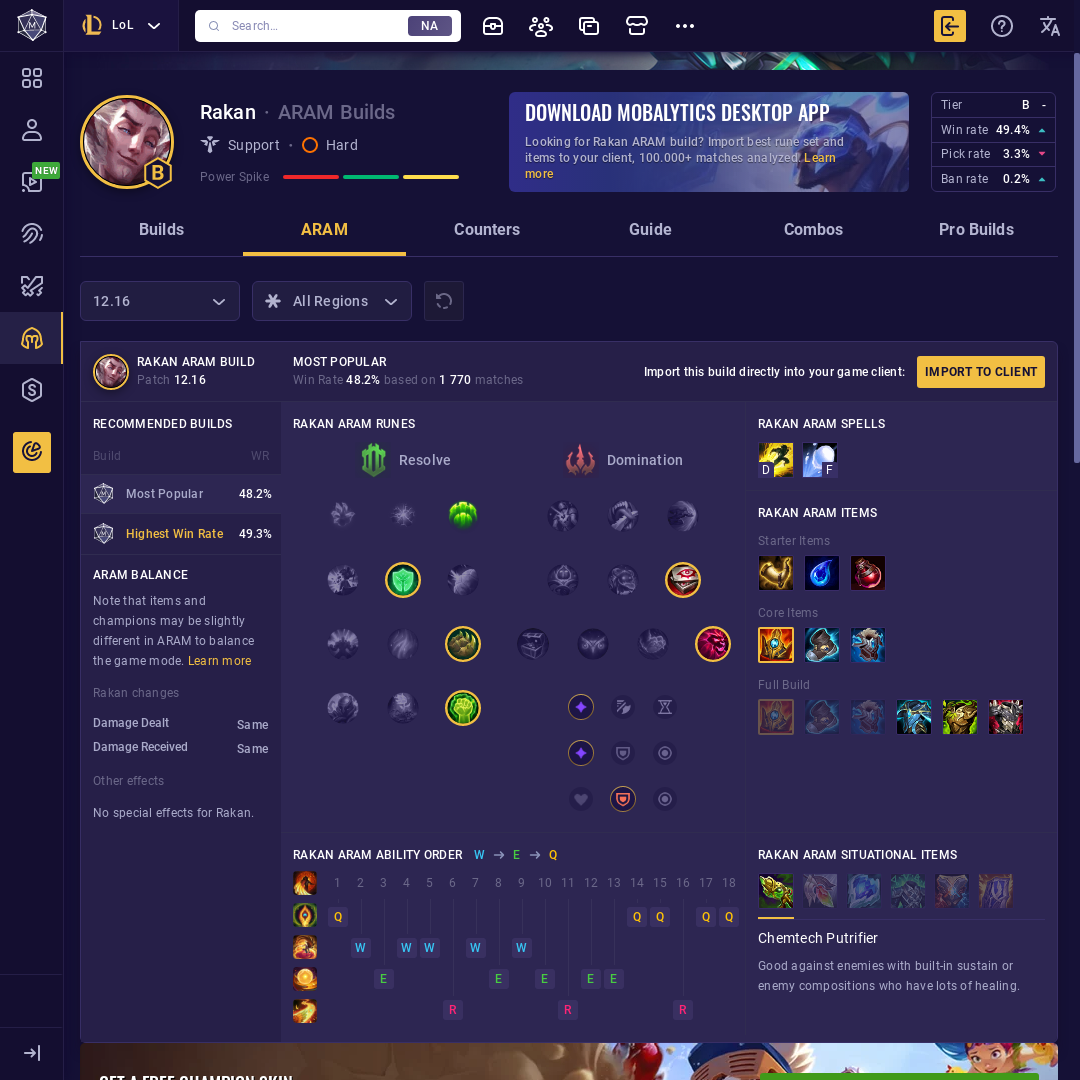 LoL
Search...
NA
NEW
Rakan · ARAM Builds
Support · Hard
Power Spike
B
DOWNLOAD MOBALYTICS DESKTOP APP
Looking for Rakan ARAM build? Import best rune set and
items to your client, 100.000+ matches analyzed. Learn
more
Tier B -
Win rate 49.4%
Pick rate 3.3%
Ban rate 0.2%
Builds ARAM Counters Guide Combos Pro Builds
12.16 All Regions
RAKAN ARAM BUILD
Patch 12.16
MOST POPULAR
Win Rate 48.2% based on 1 770 matches
Import this build directly into your game client:
IMPORT TO CLIENT
RECOMMENDED BUILDS
Build WR
Most Popular 48.2%
Highest Win Rate 49.3%
ARAM BALANCE
Note that items and
champions may be slightly
different in ARAM to balance
the game mode. Learn more
Rakan changes
Damage Dealt Same
Damage Received Same
Other effects
No special effects for Rakan.
RAKAN ARAM RUNES
Resolve
Domination
RAKAN ARAM SPELLS
D F
RAKAN ARAM ITEMS
Starter Items
Core Items
Full Build
RAKAN ARAM ABILITY ORDER W → E → Q
1 2 3 4 5 6 7 8 9 10 11 12 13 14 15 16 17 18
Q Q Q Q Q
W W W W W
E E E E E
R R R
RAKAN ARAM SITUATIONAL ITEMS
Chemtech Putrifier
Good against enemies with built-in sustain or
enemy compositions who have lots of healing.
GET A FREE CHAMPION SKIN